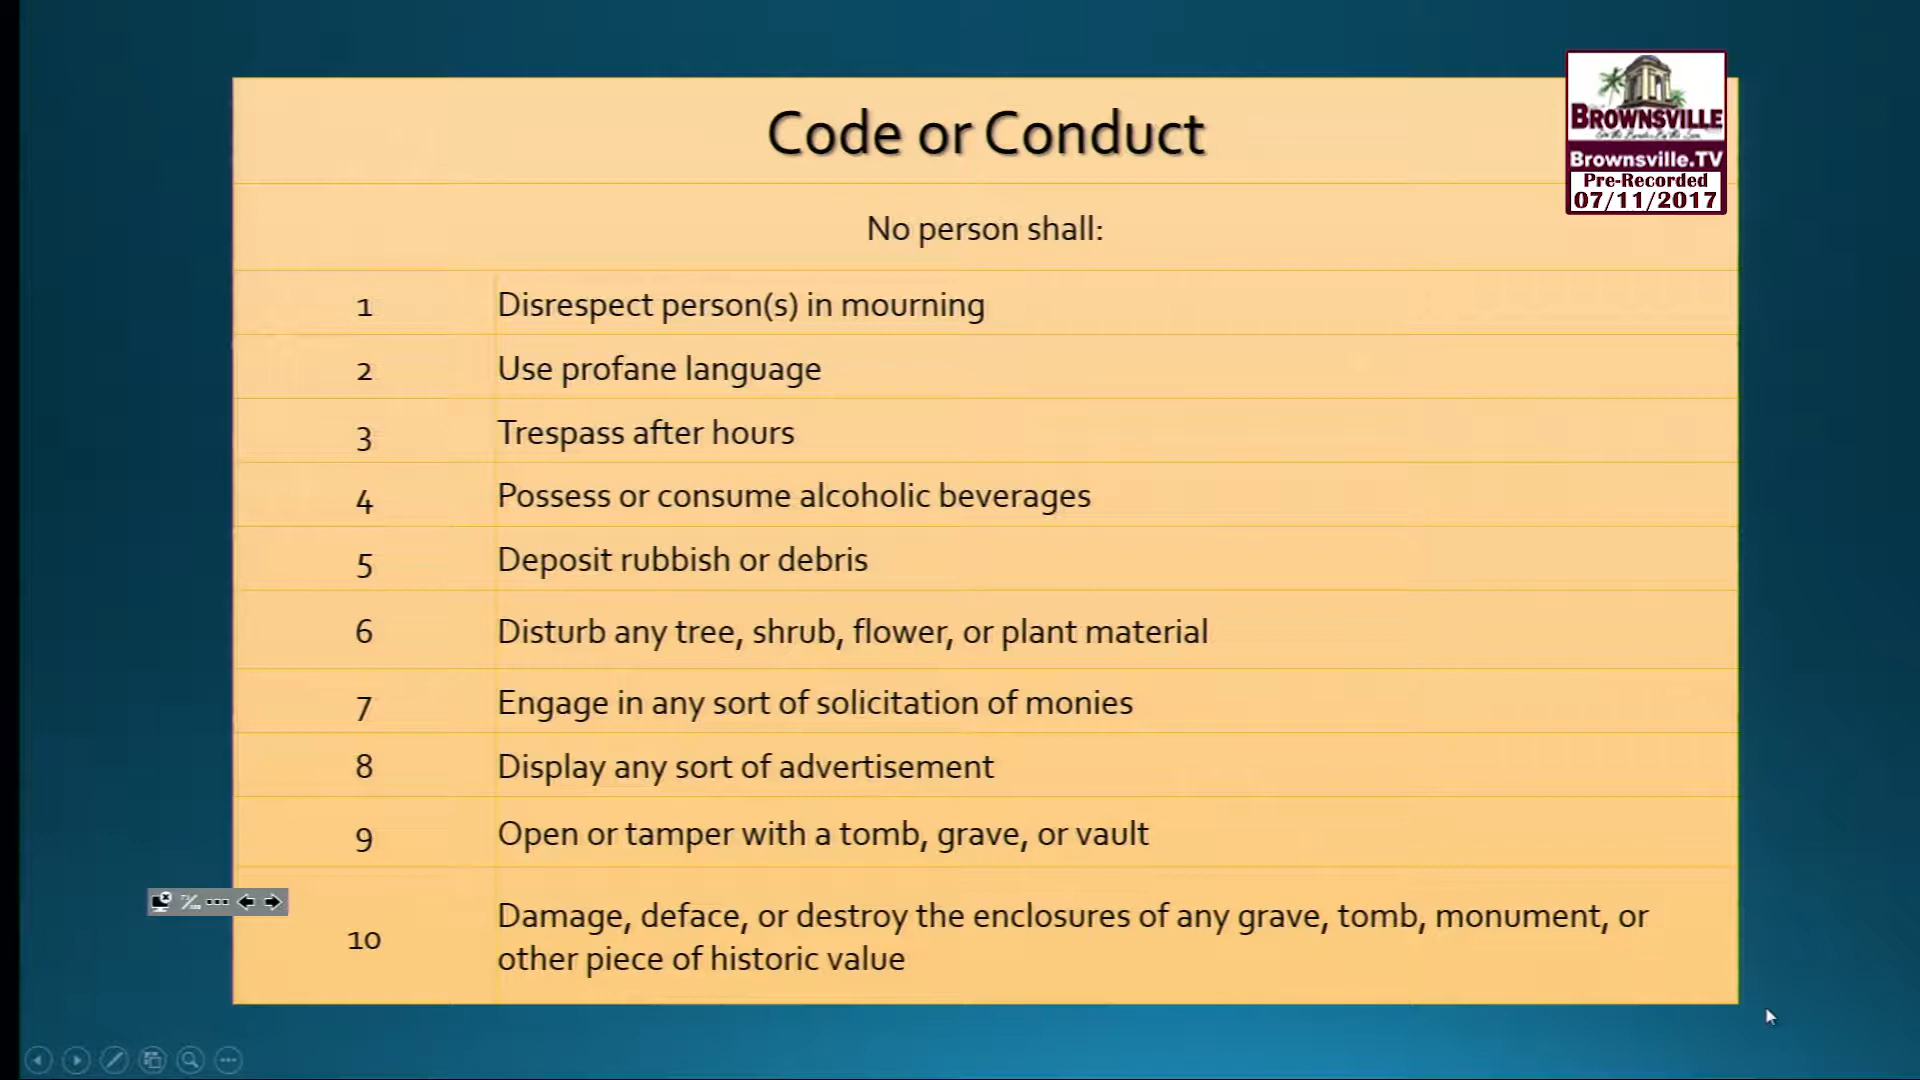 Code or Conduct
BROWNSVILLE
Brownsville.TV
Pre-Recorded
07/11/2017
No person shall:
1 Disrespect person(s) in mourning
2 Use profane language
3 Trespass after hours
4 Possess or consume alcoholic beverages
5 Deposit rubbish or debris
6 Disturb any tree, shrub, flower, or plant material
7 Engage in any sort of solicitation of monies
8 Display any sort of advertisement
9 Open or tamper with a tomb, grave, or vault
10 Damage, deface, or destroy the enclosures of any grave, tomb, monument, or
other piece of historic value